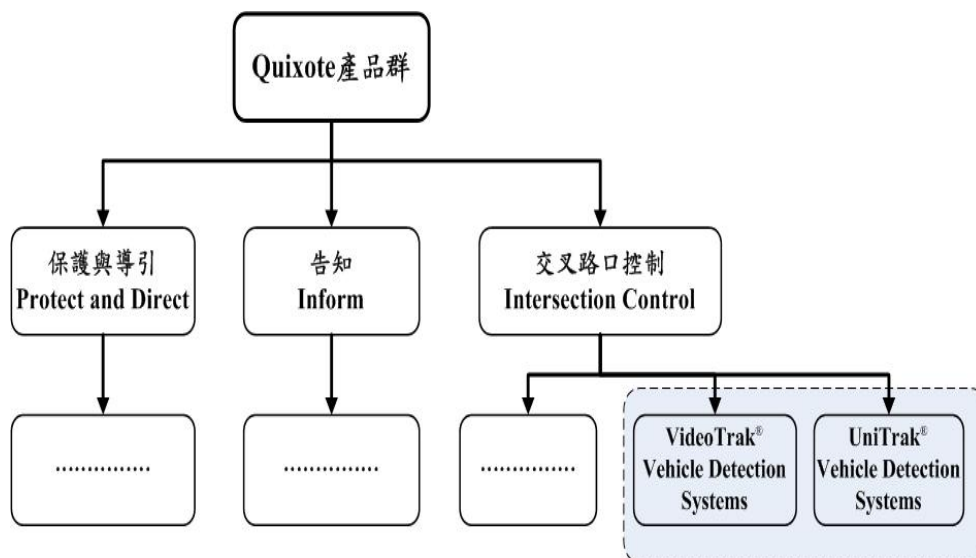 Quixote產品群
保護與導引
Protect and Direct
告知
Inform
交叉路口控制
Intersection Control
...............
...............
...............
VideoTrak®
Vehicle Detection
Systems
UniTrak®
Vehicle Detection
Systems